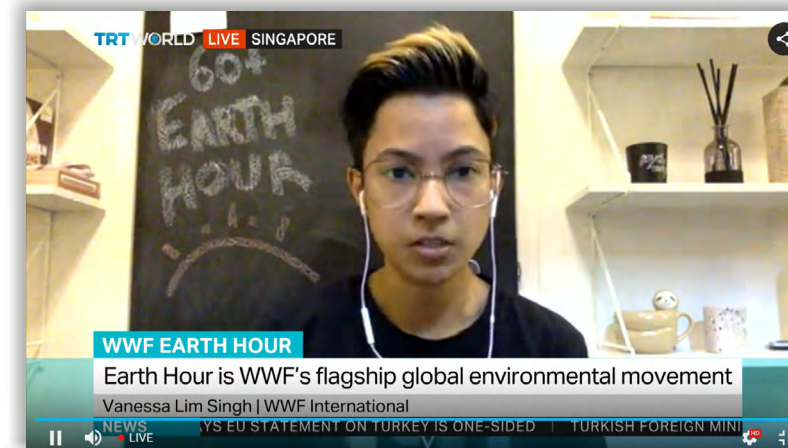 TRT WORLD LIVE SINGAPORE
60+
EARTH
HOUR
WWF EARTH HOUR
Earth Hour is WWF's flagship global environmental movement
Vanessa Lim Singh | WWF International
NEWS AYS EU STATEMENT ON TURKEY IS ONE-SIDED | TURKISH FOREIGN MINI
LIVE
HD